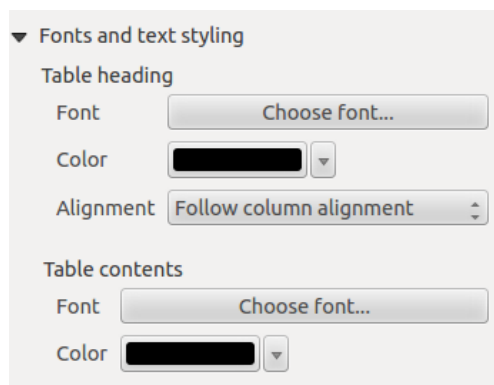 Fonts and text styling
Table heading
Font Choose font...
Color
Alignment Follow column alignment
Table contents
Font Choose font...
Color